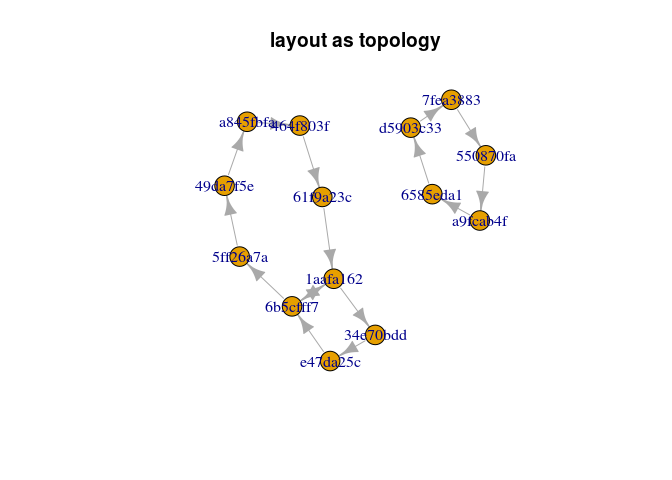 layout as topology
7fea3883
a845fbfa
464f803f
d5903c33
550870fa
49da7f5e
61f9a23c
6585eda1
a9fcab4f
5ff26a7a
1aafa162
6b5cfff7
34e70bdd
e47da25c